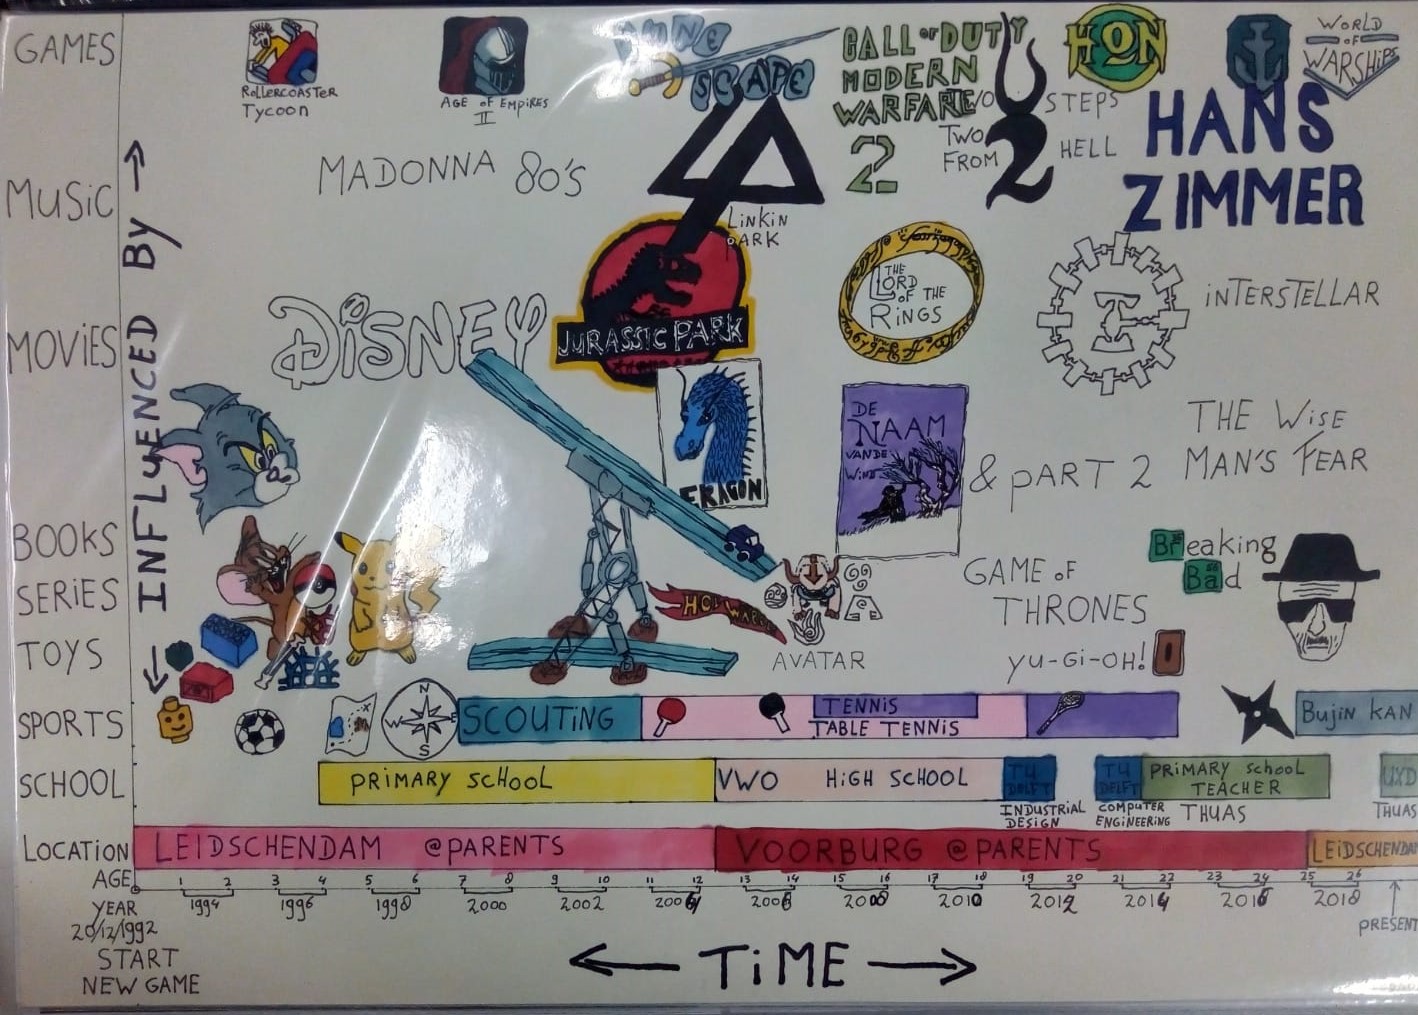 GAMES
ROLLERCOASTER
TYCOON
AGE OF EMPIRES
II
RUNE
SCAPE
CALL OF DUTY
MODERN
WARFARE
2
TWO STEPS
TWO
FROM 2 HELL
HON
WORLD
OF
WARSHIPS
MUSIC
MADONNA 80'S
LINKIN
PARK
HANS
ZIMMER
INFLUENCED BY
MOVIES
DISNEY
JURASSIC PARK
THE
LORD
OF THE
RINGS
INTERSTELLAR
BOOKS
ERAGON
DE
NAAM
VAN DE
WIND
& PART 2
THE WISE
MAN'S FEAR
SERIES
AVATAR
GAME OF
THRONES
Breaking
Bad
TOYS
HOT WHEELS
YU-GI-OH!
SPORTS
N
W E
S
SCOUTING
TENNIS
TABLE TENNIS
Bujin KAN
SCHOOL
PRIMARY SCHOOL
VWO HIGH SCHOOL
TU
DELFT
INDUSTRIAL
DESIGN
TU
DELFT
COMPUTER
ENGINEERING
PRIMARY SCHOOL
TEACHER
THUAS
UXD
THUAS
LOCATION
LEIDSCHENDAM @PARENTS
VOORBURG @PARENTS
LEIDSCHENDAM
AGE
1 2 3 4 5 6 7 8 9 10 11 12 13 14 15 16 17 18 19 20 21 22 23 24 25 26
YEAR
1994 1996 1998 2000 2002 2010 2012 2014 2016 2018
20/12/1992
PRESENT
START
NEW GAME
TIME